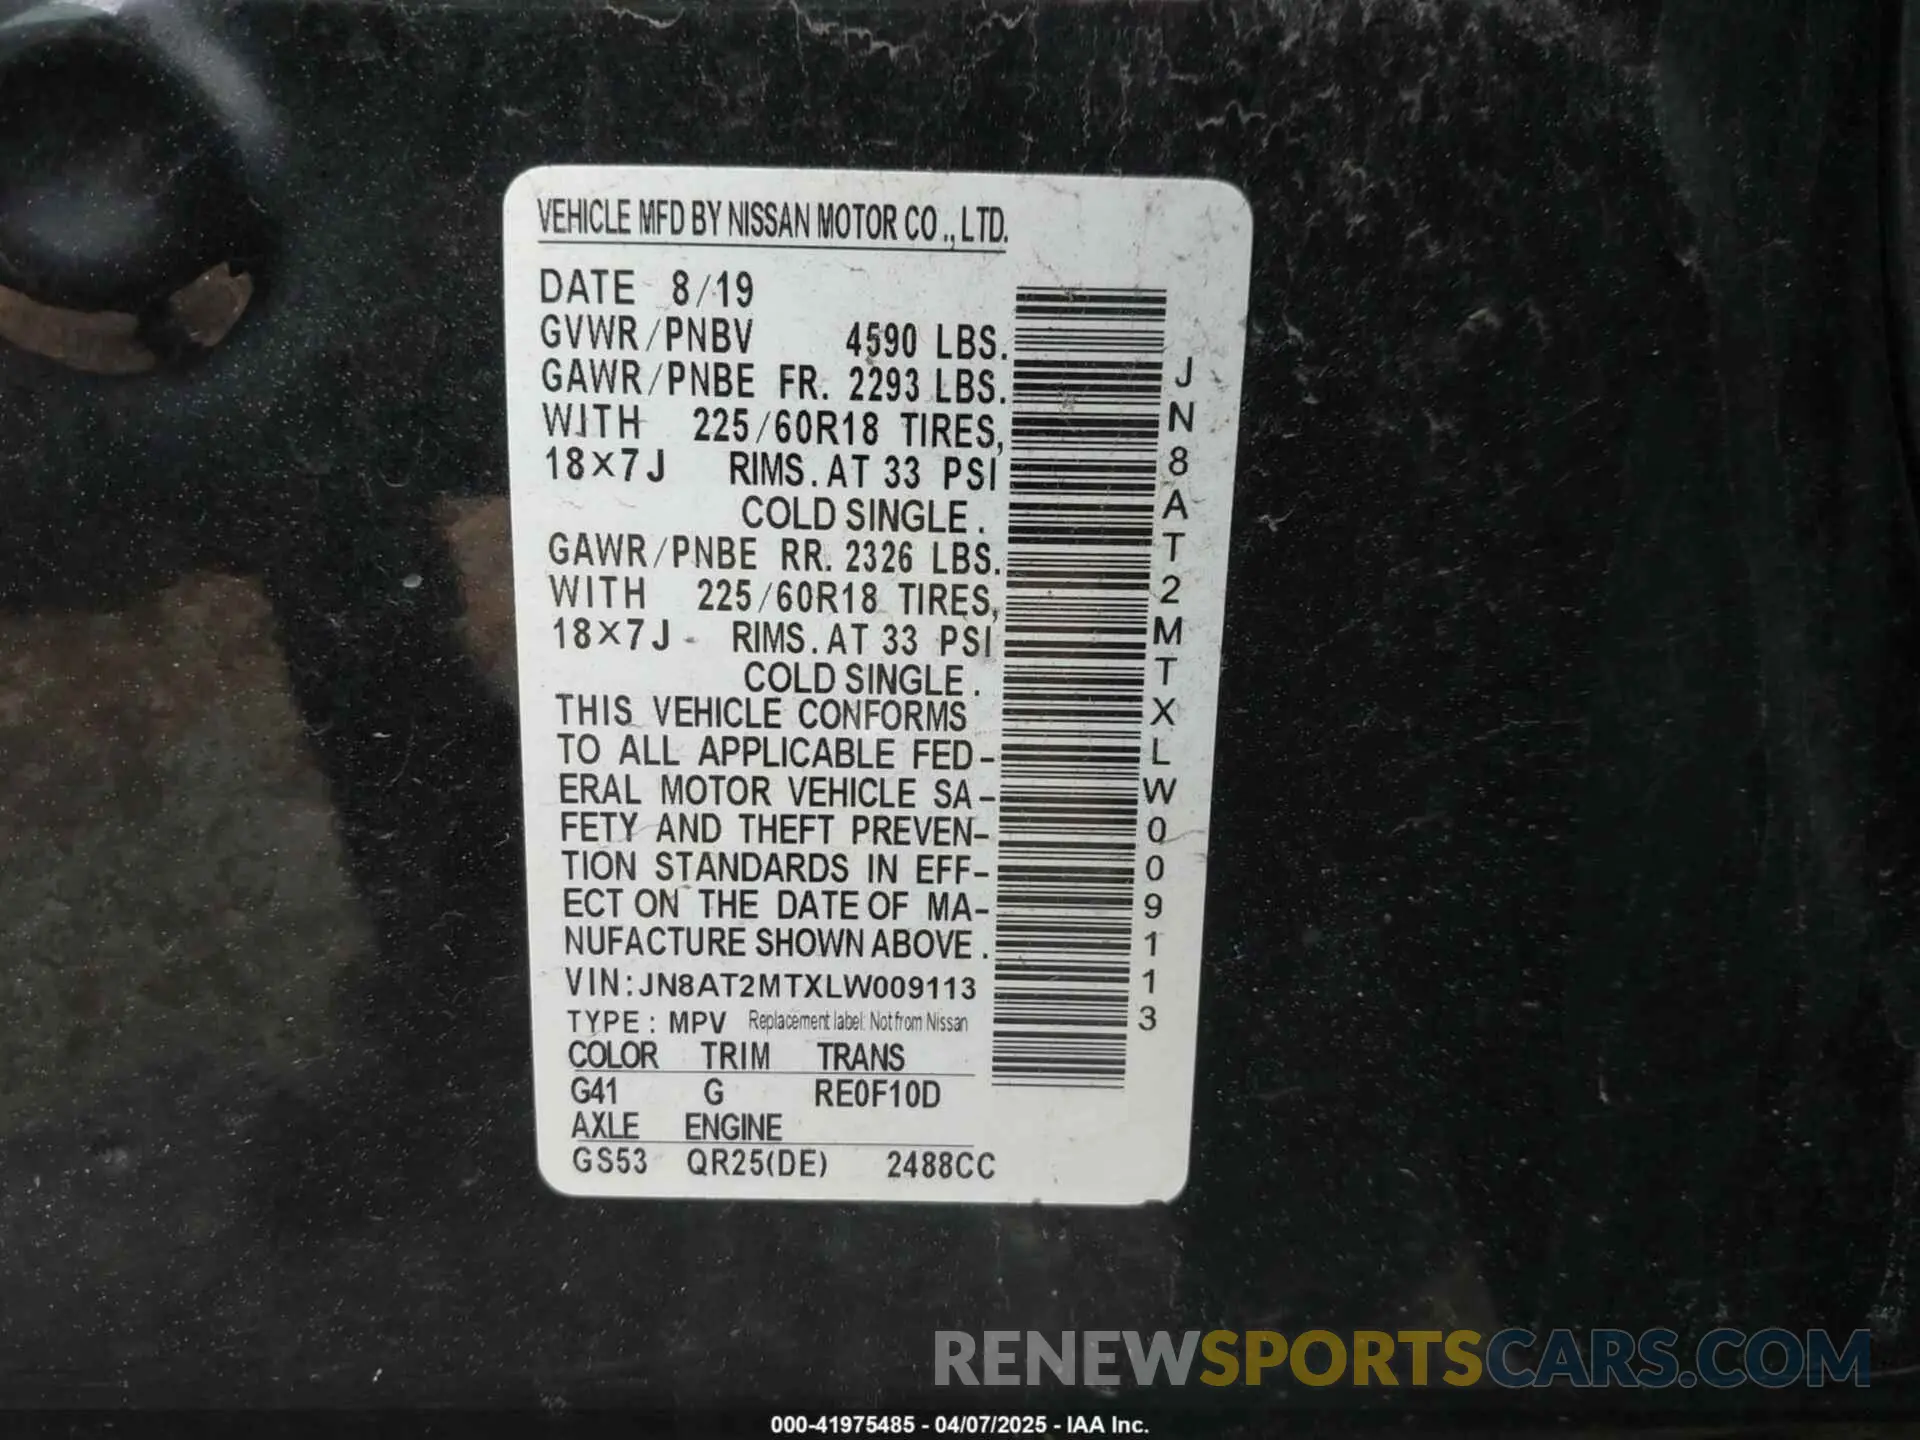 VEHICLE MFD BY NISSAN MOTOR CO., LTD.
DATE 8/19
GVWR/PNBV 4590 LBS.
GAWR/PNBE FR. 2293 LBS.
WITH 225/60R18 TIRES,
18×7J RIMS. AT 33 PSI
COLD SINGLE.
GAWR/PNBE RR. 2326 LBS.
WITH 225/60R18 TIRES,
18×7J RIMS. AT 33 PSI
COLD SINGLE.
THIS VEHICLE CONFORMS
TO ALL APPLICABLE FED-
ERAL MOTOR VEHICLE SA-
FETY AND THEFT PREVEN-
TION STANDARDS IN EFF-
ECT ON THE DATE OF MA-
NUFACTURE SHOWN ABOVE.
VIN:JN8AT2MTXLW009113
TYPE: MPV Replacement label: Not from Nissan
COLOR TRIM TRANS
G41 G RE0F10D
AXLE ENGINE
GS53 QR25(DE) 2488CC
JN8AT2MTXLW009113
RENEWSPORTSCARS.COM
000-41975485 - 04/07/2025 - IAA Inc.